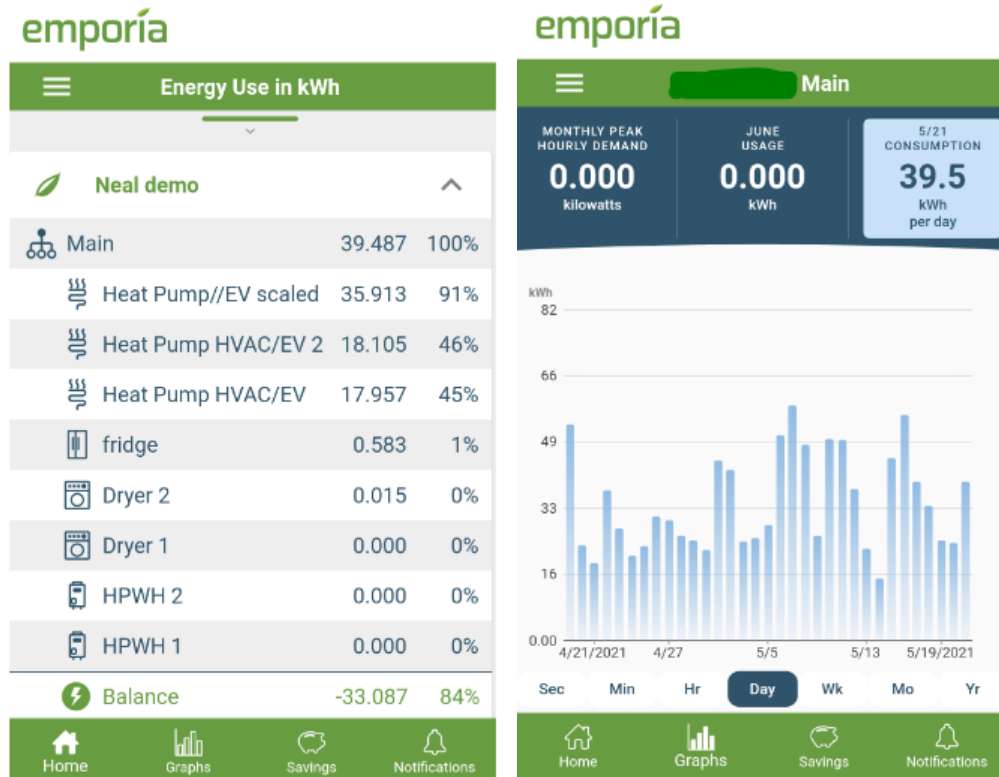 emporia
Energy Use in kWh
Neal demo
Main 39.487 100%
Heat Pump//EV scaled 35.913 91%
Heat Pump HVAC/EV 2 18.105 46%
Heat Pump HVAC/EV 17.957 45%
fridge 0.583 1%
Dryer 2 0.015 0%
Dryer 1 0.000 0%
HPWH 2 0.000 0%
HPWH 1 0.000 0%
Balance -33.087 84%
Home Graphs Savings Notifications
emporia
Main
MONTHLY PEAK
HOURLY DEMAND
0.000
kilowatts
JUNE
USAGE
0.000
kWh
5/21
CONSUMPTION
39.5
kWh
per day
kWh
82
66
49
33
16
0.00
4/21/2021 4/27 5/5 5/13 5/19/2021
Sec Min Hr Day Wk Mo Yr
Home Graphs Savings Notifications